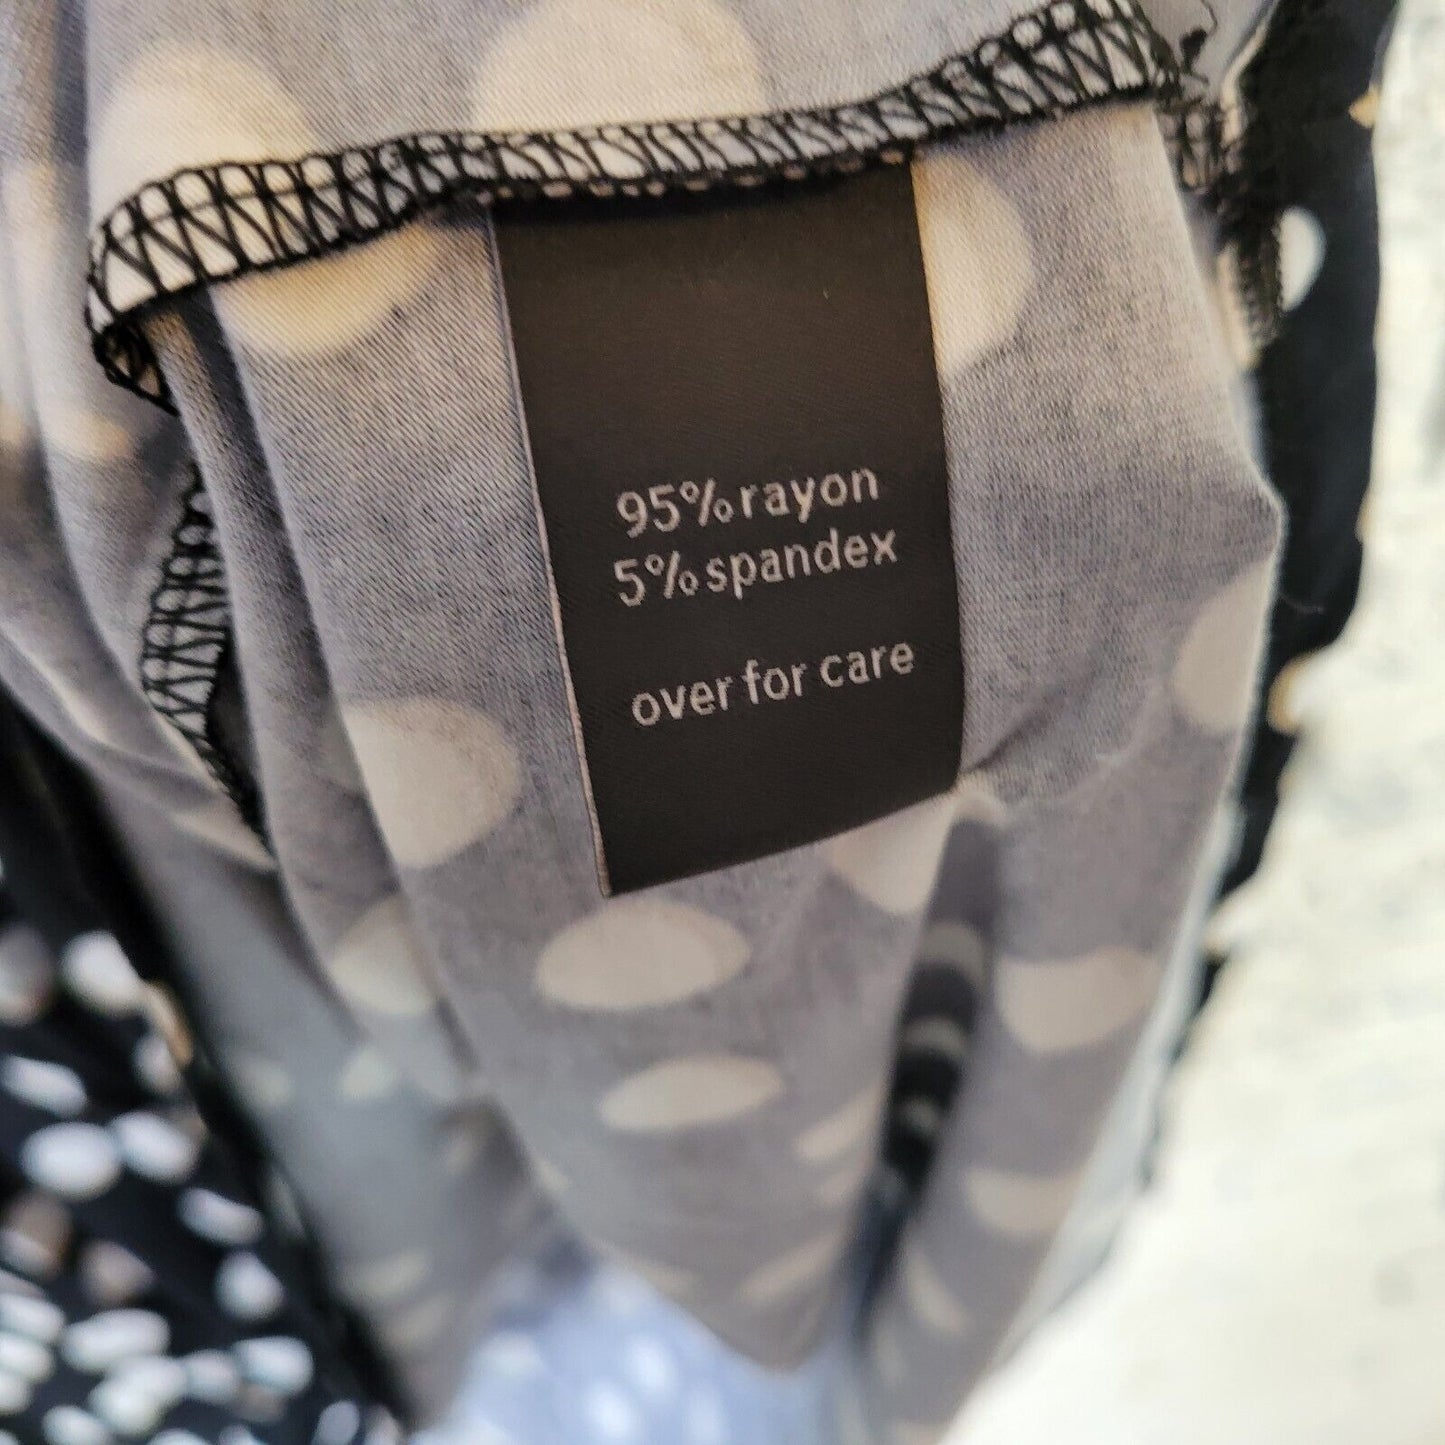 95% rayon
5% spandex
over for care